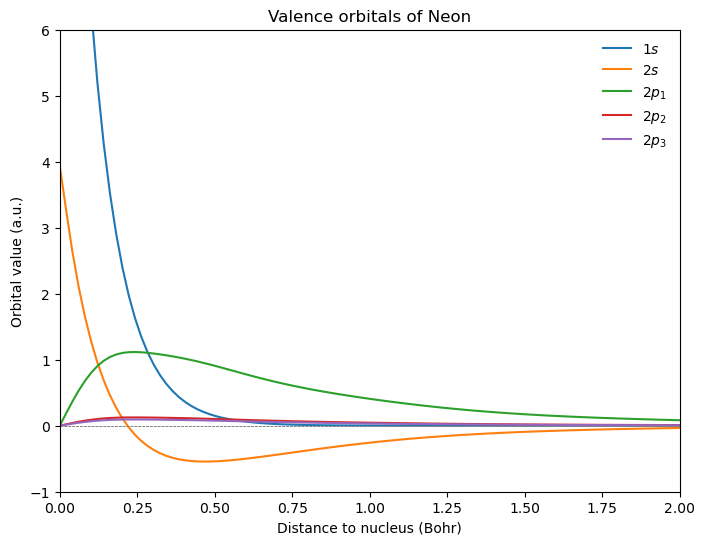 Valence orbitals of Neon
6
5
4
3
2
1
0
−1
Orbital value (a.u.)
1s
2s
2p₁
2p₂
2p₃
0.00 0.25 0.50 0.75 1.00 1.25 1.50 1.75 2.00
Distance to nucleus (Bohr)